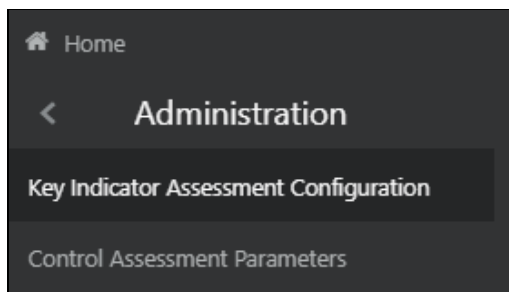 Home
Administration
Key Indicator Assessment Configuration
Control Assessment Parameters